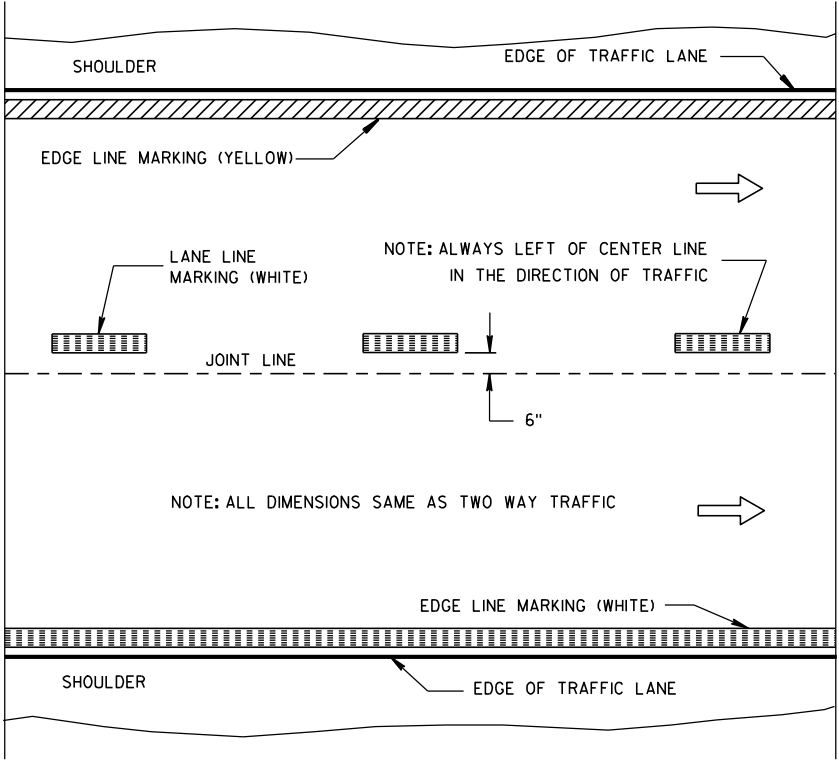 EDGE OF TRAFFIC LANE
SHOULDER
EDGE LINE MARKING (YELLOW)
NOTE: ALWAYS LEFT OF CENTER LINE
IN THE DIRECTION OF TRAFFIC
LANE LINE
MARKING (WHITE)
JOINT LINE
6"
NOTE: ALL DIMENSIONS SAME AS TWO WAY TRAFFIC
EDGE LINE MARKING (WHITE)
SHOULDER
EDGE OF TRAFFIC LANE